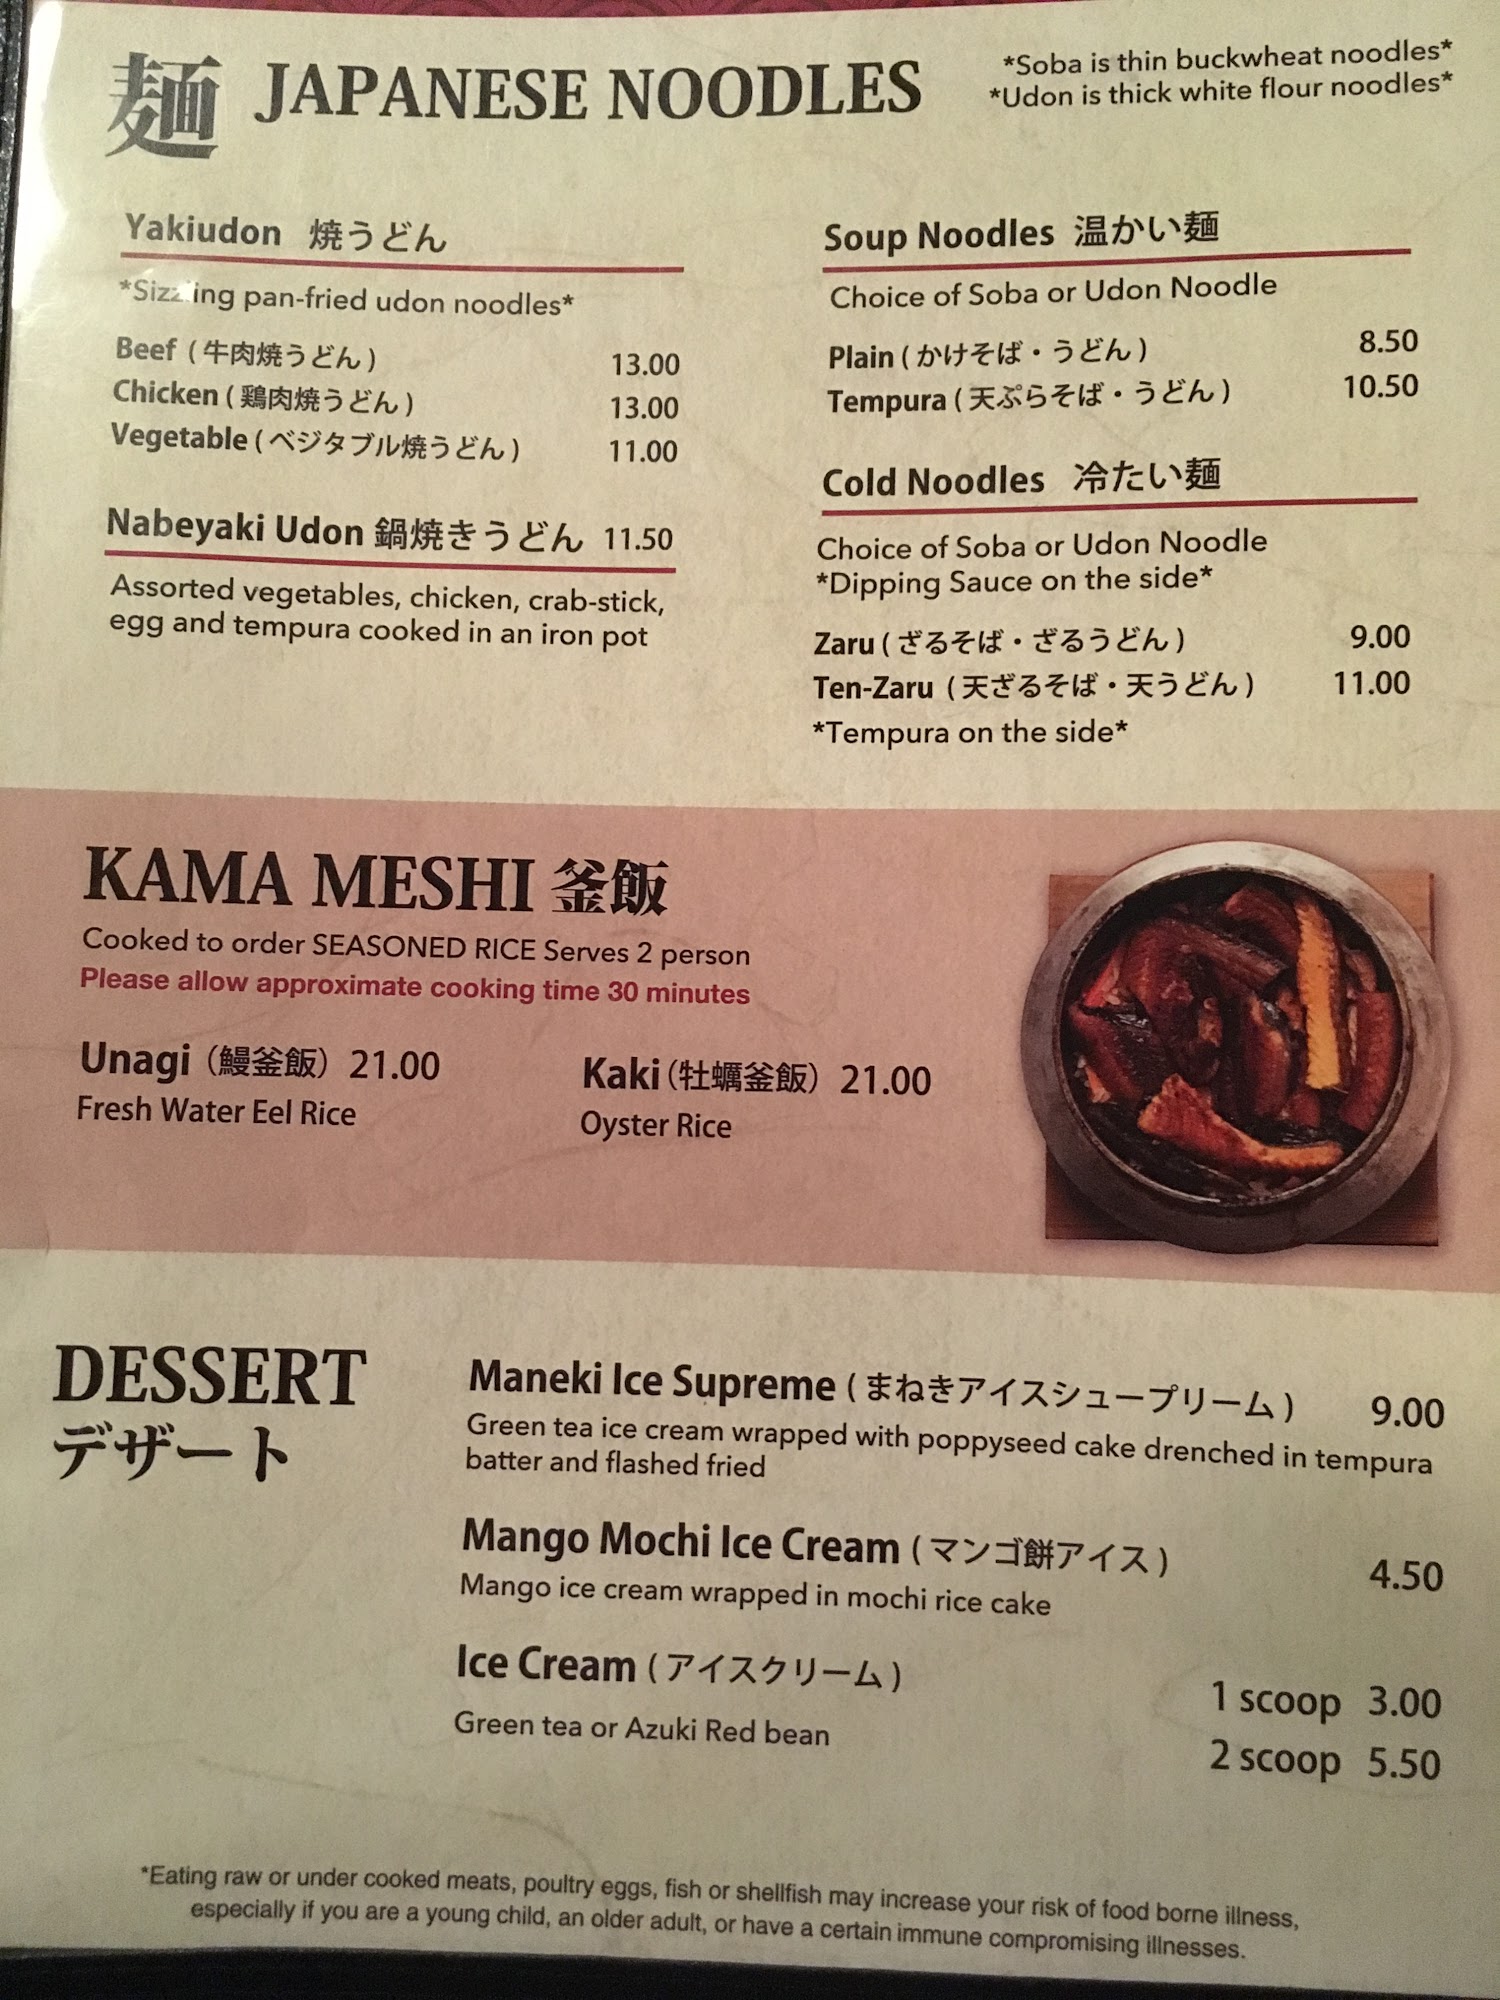 麺 JAPANESE NOODLES
*Soba is thin buckwheat noodles*
*Udon is thick white flour noodles*
Yakiudon 焼うどん
*Sizzling pan-fried udon noodles*
Beef ( 牛肉焼うどん ) 13.00
Chicken ( 鶏肉焼うどん ) 13.00
Vegetable ( ベジタブル焼うどん ) 11.00
Nabeyaki Udon 鍋焼きうどん 11.50
Assorted vegetables, chicken, crab-stick,
egg and tempura cooked in an iron pot
Soup Noodles 温かい麺
Choice of Soba or Udon Noodle
Plain ( かけそば・うどん ) 8.50
Tempura ( 天ぷらそば・うどん ) 10.50
Cold Noodles 冷たい麺
Choice of Soba or Udon Noodle
*Dipping Sauce on the side*
Zaru ( ざるそば・ざるうどん ) 9.00
Ten-Zaru ( 天ざるそば・天うどん ) 11.00
*Tempura on the side*
KAMA MESHI 釜飯
Cooked to order SEASONED RICE Serves 2 person
Please allow approximate cooking time 30 minutes
Unagi（鰻釜飯）21.00
Fresh Water Eel Rice
Kaki（牡蠣釜飯）21.00
Oyster Rice
DESSERT
デザート
Maneki Ice Supreme ( まねきアイスシュープリーム ) 9.00
Green tea ice cream wrapped with poppyseed cake drenched in tempura
batter and flashed fried
Mango Mochi Ice Cream ( マンゴ餅アイス ) 4.50
Mango ice cream wrapped in mochi rice cake
Ice Cream ( アイスクリーム )
Green tea or Azuki Red bean
1 scoop 3.00
2 scoop 5.50
*Eating raw or under cooked meats, poultry eggs, fish or shellfish may increase your risk of food borne illness,
especially if you are a young child, an older adult, or have a certain immune compromising illnesses.